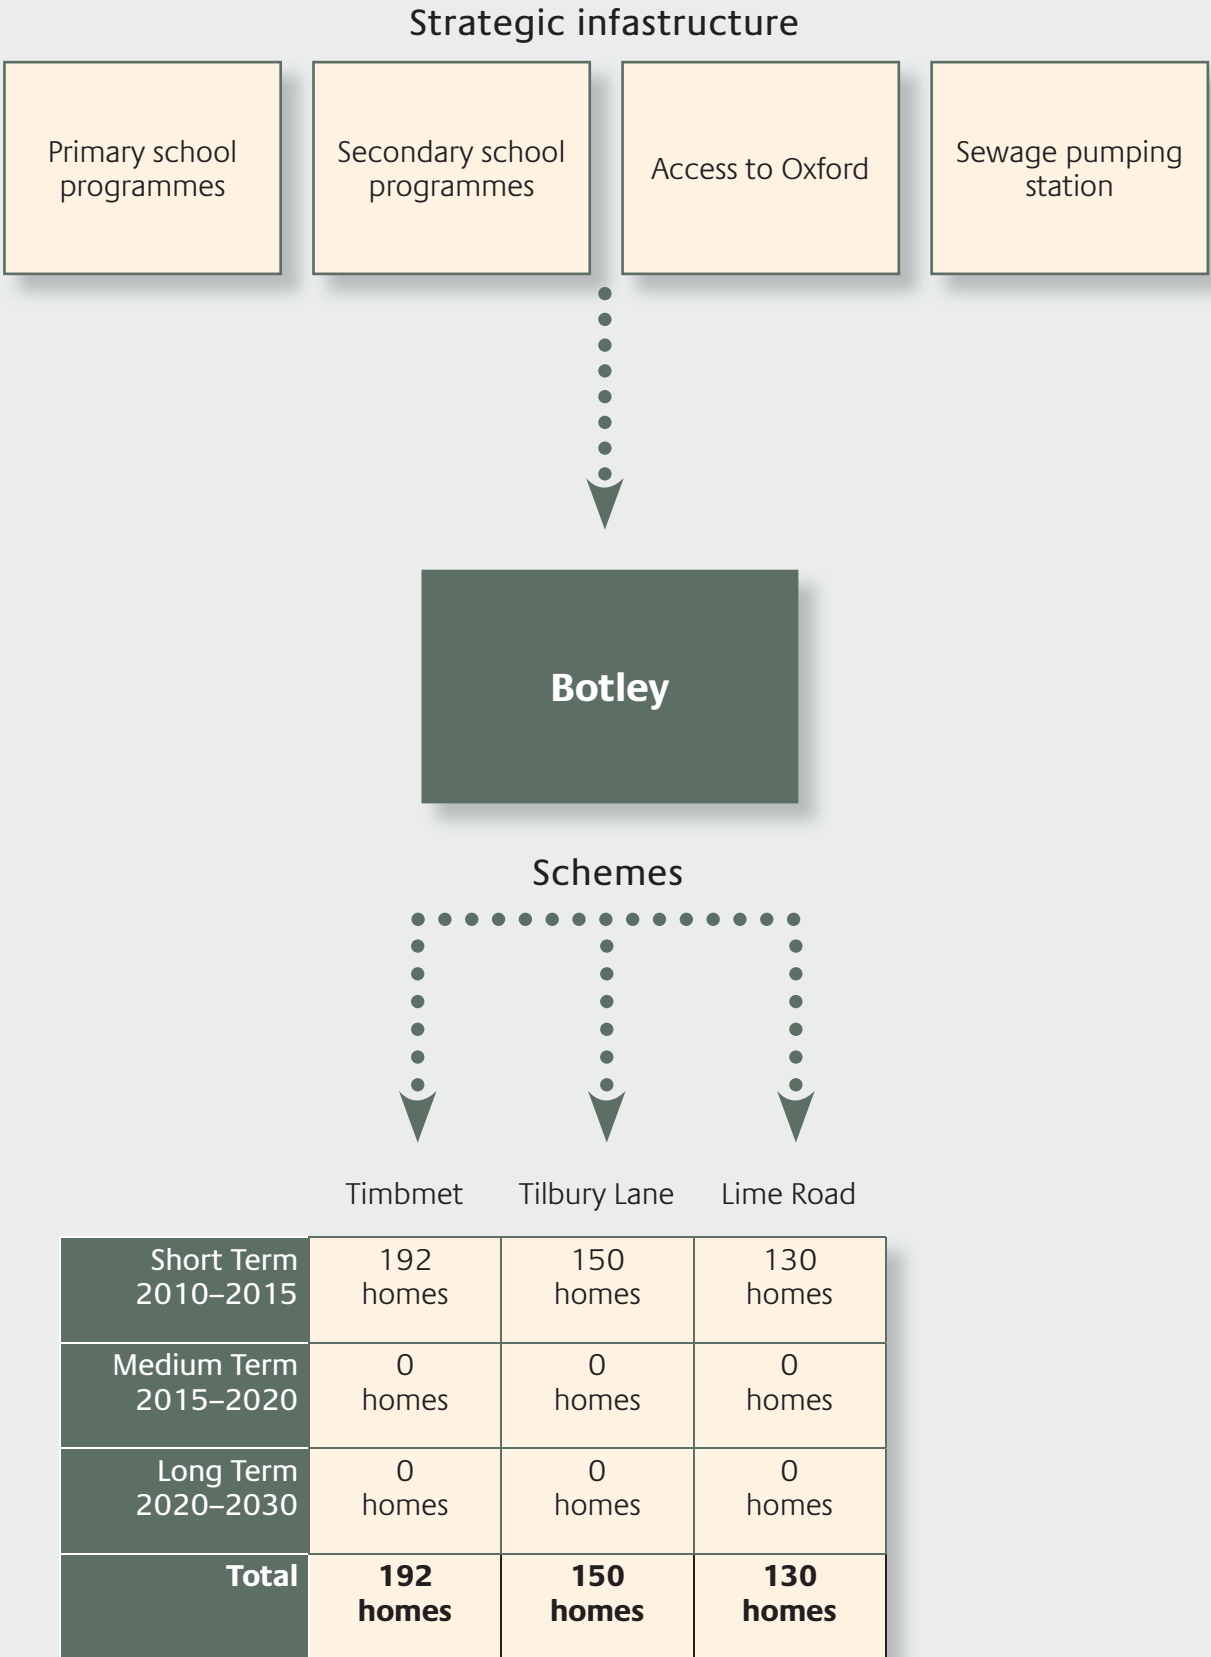 Strategic infastructure
Primary school
programmes
Secondary school
programmes
Access to Oxford
Sewage pumping
station
Botley
Schemes
Timbmet Tilbury Lane Lime Road
Short Term
2010–2015
192
homes
150
homes
130
homes
Medium Term
2015–2020
0
homes
0
homes
0
homes
Long Term
2020–2030
0
homes
0
homes
0
homes
Total
192
homes
150
homes
130
homes